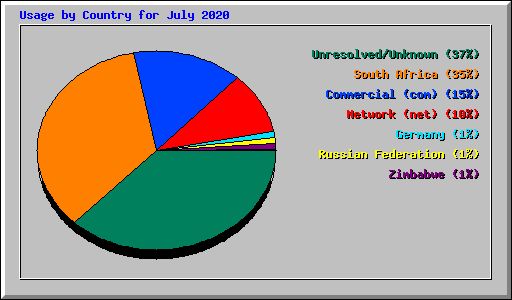 Usage by Country for July 2020
Unresolved/Unknown (37%)
South Africa (35%)
Commercial (com) (15%)
Network (net) (10%)
Germany (1%)
Russian Federation (1%)
Zimbabwe (1%)